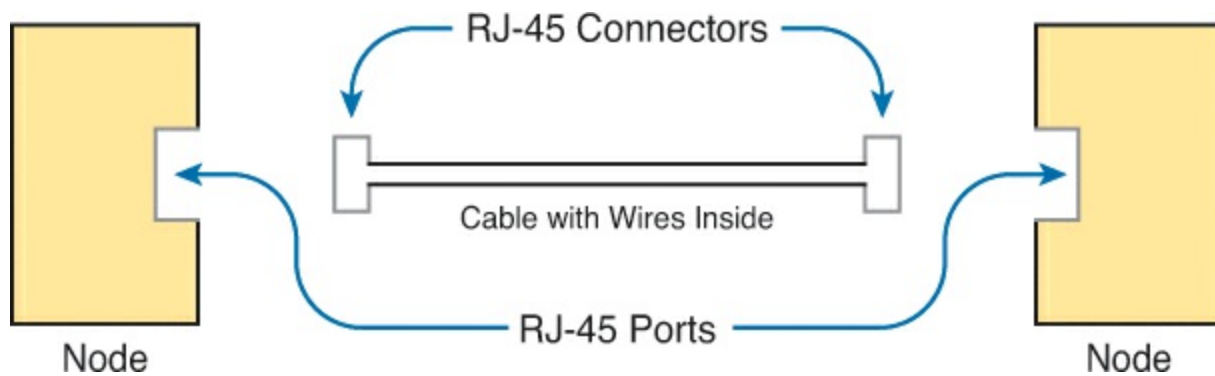 RJ-45 Connectors
Cable with Wires Inside
RJ-45 Ports
Node
Node